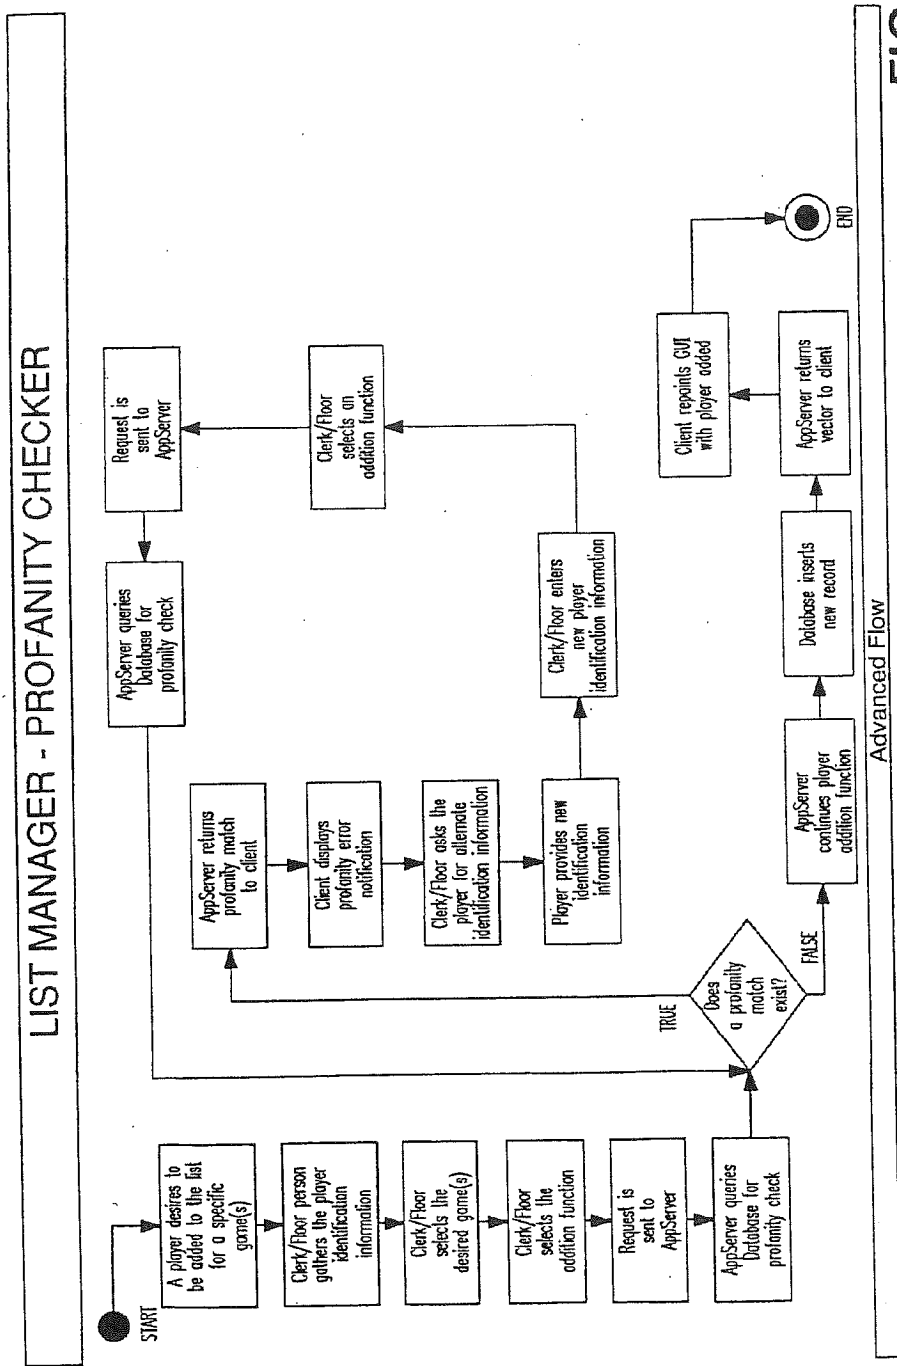 LIST MANAGER - PROFANITY CHECKER
START
A player desires to
be added to the list
for a specific
game(s)
Clerk/Floor person
gathers the player
identification
information
Clerk/Floor
selects the
desired game(s)
Clerk/Floor
selects the
addition function
Request is
sent to
AppServer
AppServer queries
Database for
profanity check
Does
a profanity
match
exist?
TRUE
FALSE
AppServer returns
profanity match
to client
Client displays
profanity error
notification
Clerk/Floor asks the
player for alternate
identification information
Player provides new
identification
information
Clerk/Floor enters
new player
identification information
Clerk/Floor
selects an
addition function
Request is
sent to
AppServer
AppServer queries
Database for
profanity check
AppServer
continues player
addition function
Database inserts
new record
AppServer returns
vector to client
Client repaints GUI
with player added
END
Advanced Flow